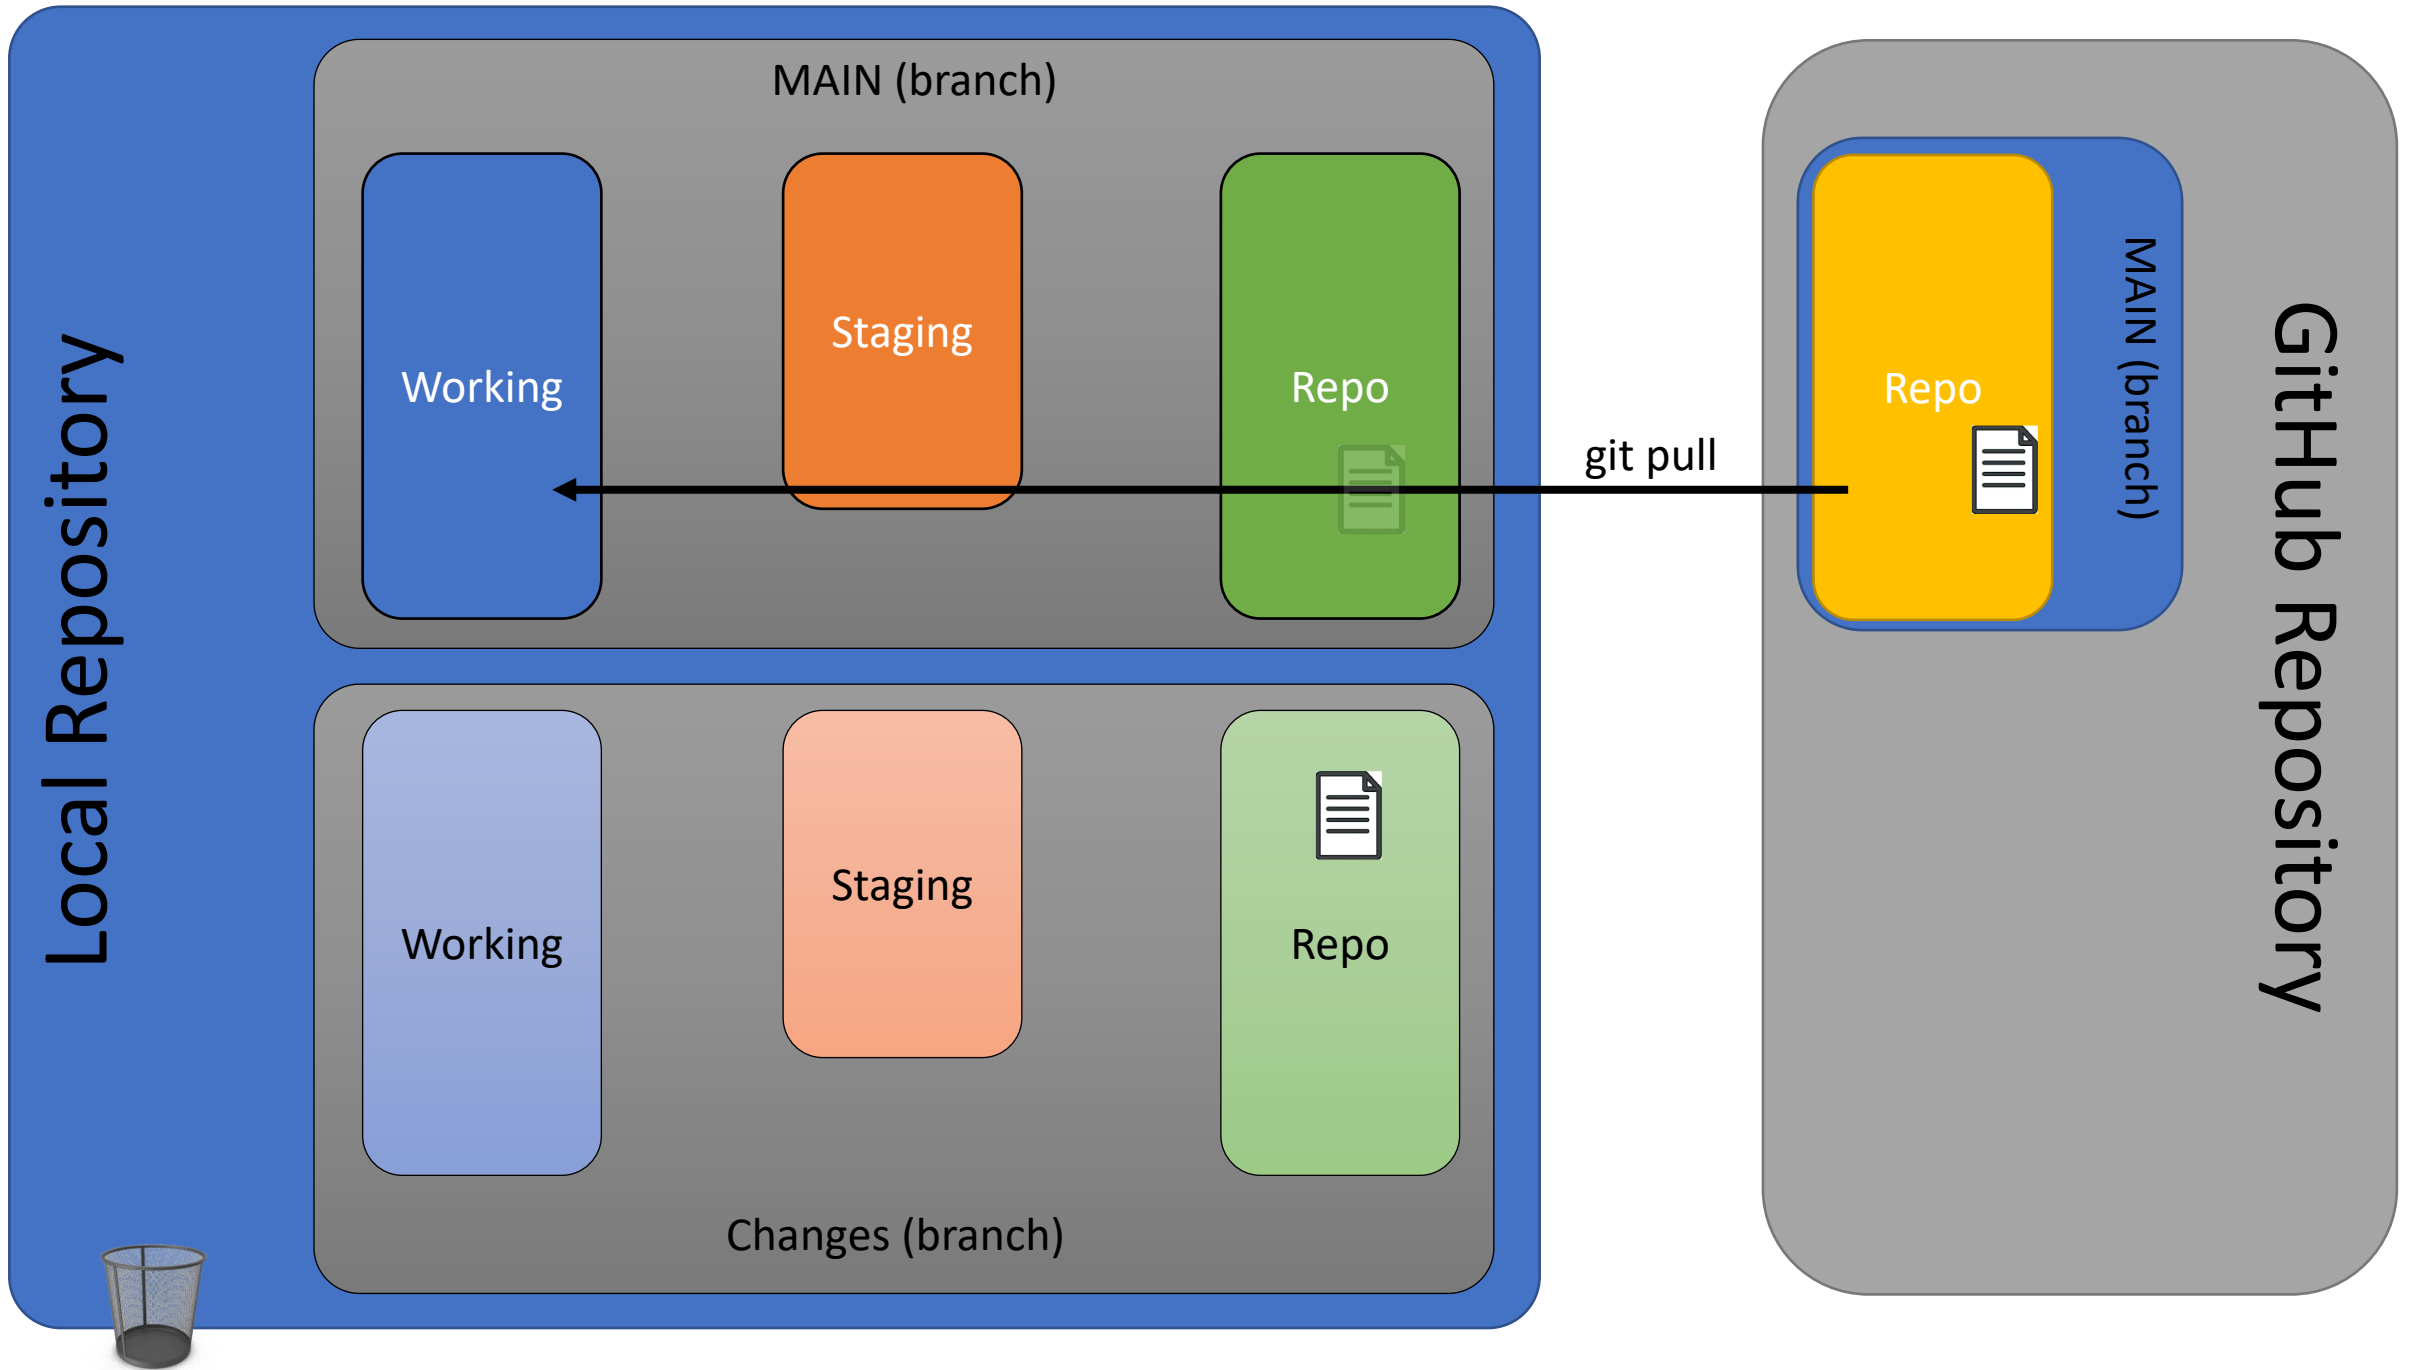 Local Repository
MAIN (branch)
Working
Staging
Repo
git pull
Repo
MAIN (branch)
GitHub Repository
Working
Staging
Repo
Changes (branch)